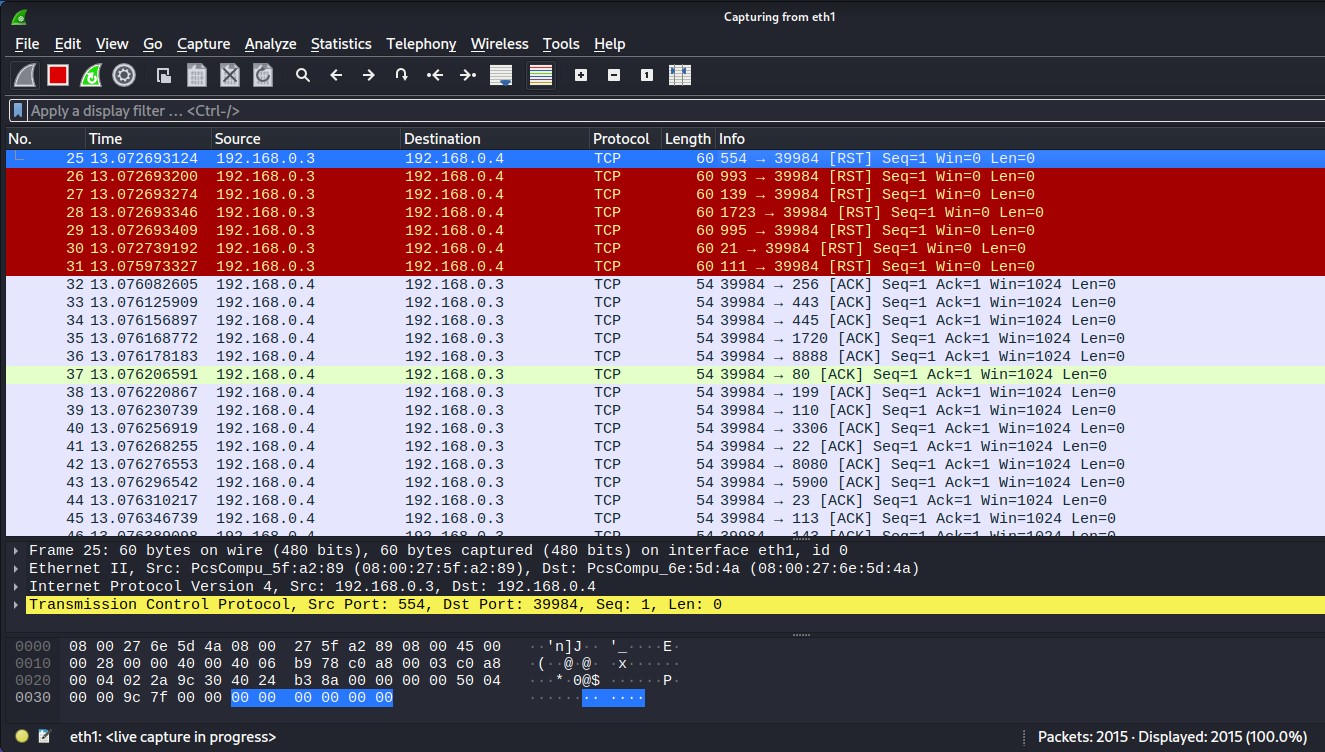 Capturing from eth1
File Edit View Go Capture Analyze Statistics Telephony Wireless Tools Help
Apply a display filter ... <Ctrl-/>
No. Time Source Destination Protocol Length Info
25 13.072693124 192.168.0.3 192.168.0.4 TCP 60 554 → 39984 [RST] Seq=1 Win=0 Len=0
26 13.072693200 192.168.0.3 192.168.0.4 TCP 60 993 → 39984 [RST] Seq=1 Win=0 Len=0
27 13.072693274 192.168.0.3 192.168.0.4 TCP 60 139 → 39984 [RST] Seq=1 Win=0 Len=0
28 13.072693346 192.168.0.3 192.168.0.4 TCP 60 1723 → 39984 [RST] Seq=1 Win=0 Len=0
29 13.072693409 192.168.0.3 192.168.0.4 TCP 60 995 → 39984 [RST] Seq=1 Win=0 Len=0
30 13.072739192 192.168.0.3 192.168.0.4 TCP 60 21 → 39984 [RST] Seq=1 Win=0 Len=0
31 13.075973327 192.168.0.3 192.168.0.4 TCP 60 111 → 39984 [RST] Seq=1 Win=0 Len=0
32 13.076082605 192.168.0.4 192.168.0.3 TCP 54 39984 → 256 [ACK] Seq=1 Ack=1 Win=1024 Len=0
33 13.076125909 192.168.0.4 192.168.0.3 TCP 54 39984 → 443 [ACK] Seq=1 Ack=1 Win=1024 Len=0
34 13.076156897 192.168.0.4 192.168.0.3 TCP 54 39984 → 445 [ACK] Seq=1 Ack=1 Win=1024 Len=0
35 13.076168772 192.168.0.4 192.168.0.3 TCP 54 39984 → 1720 [ACK] Seq=1 Ack=1 Win=1024 Len=0
36 13.076178183 192.168.0.4 192.168.0.3 TCP 54 39984 → 8888 [ACK] Seq=1 Ack=1 Win=1024 Len=0
37 13.076206591 192.168.0.4 192.168.0.3 TCP 54 39984 → 80 [ACK] Seq=1 Ack=1 Win=1024 Len=0
38 13.076220867 192.168.0.4 192.168.0.3 TCP 54 39984 → 199 [ACK] Seq=1 Ack=1 Win=1024 Len=0
39 13.076230739 192.168.0.4 192.168.0.3 TCP 54 39984 → 110 [ACK] Seq=1 Ack=1 Win=1024 Len=0
40 13.076256919 192.168.0.4 192.168.0.3 TCP 54 39984 → 3306 [ACK] Seq=1 Ack=1 Win=1024 Len=0
41 13.076268255 192.168.0.4 192.168.0.3 TCP 54 39984 → 22 [ACK] Seq=1 Ack=1 Win=1024 Len=0
42 13.076276553 192.168.0.4 192.168.0.3 TCP 54 39984 → 8080 [ACK] Seq=1 Ack=1 Win=1024 Len=0
43 13.076296542 192.168.0.4 192.168.0.3 TCP 54 39984 → 5900 [ACK] Seq=1 Ack=1 Win=1024 Len=0
44 13.076310217 192.168.0.4 192.168.0.3 TCP 54 39984 → 23 [ACK] Seq=1 Ack=1 Win=1024 Len=0
45 13.076346739 192.168.0.4 192.168.0.3 TCP 54 39984 → 113 [ACK] Seq=1 Ack=1 Win=1024 Len=0
Frame 25: 60 bytes on wire (480 bits), 60 bytes captured (480 bits) on interface eth1, id 0
Ethernet II, Src: PcsCompu_5f:a2:89 (08:00:27:5f:a2:89), Dst: PcsCompu_6e:5d:4a (08:00:27:6e:5d:4a)
Internet Protocol Version 4, Src: 192.168.0.3, Dst: 192.168.0.4
Transmission Control Protocol, Src Port: 554, Dst Port: 39984, Seq: 1, Len: 0
0000 08 00 27 6e 5d 4a 08 00 27 5f a2 89 08 00 45 00 ··'n]J·· '_····E·
0010 00 28 00 00 40 00 40 06 b9 78 c0 a8 00 03 c0 a8 ·(··@·@· ·x······
0020 00 04 02 2a 9c 30 40 24 b3 8a 00 00 00 00 50 04 ···*·0@$ ······P·
0030 00 00 9c 7f 00 00 00 00 00 00 00 00 ········ ····
eth1: <live capture in progress>
Packets: 2015 · Displayed: 2015 (100.0%)